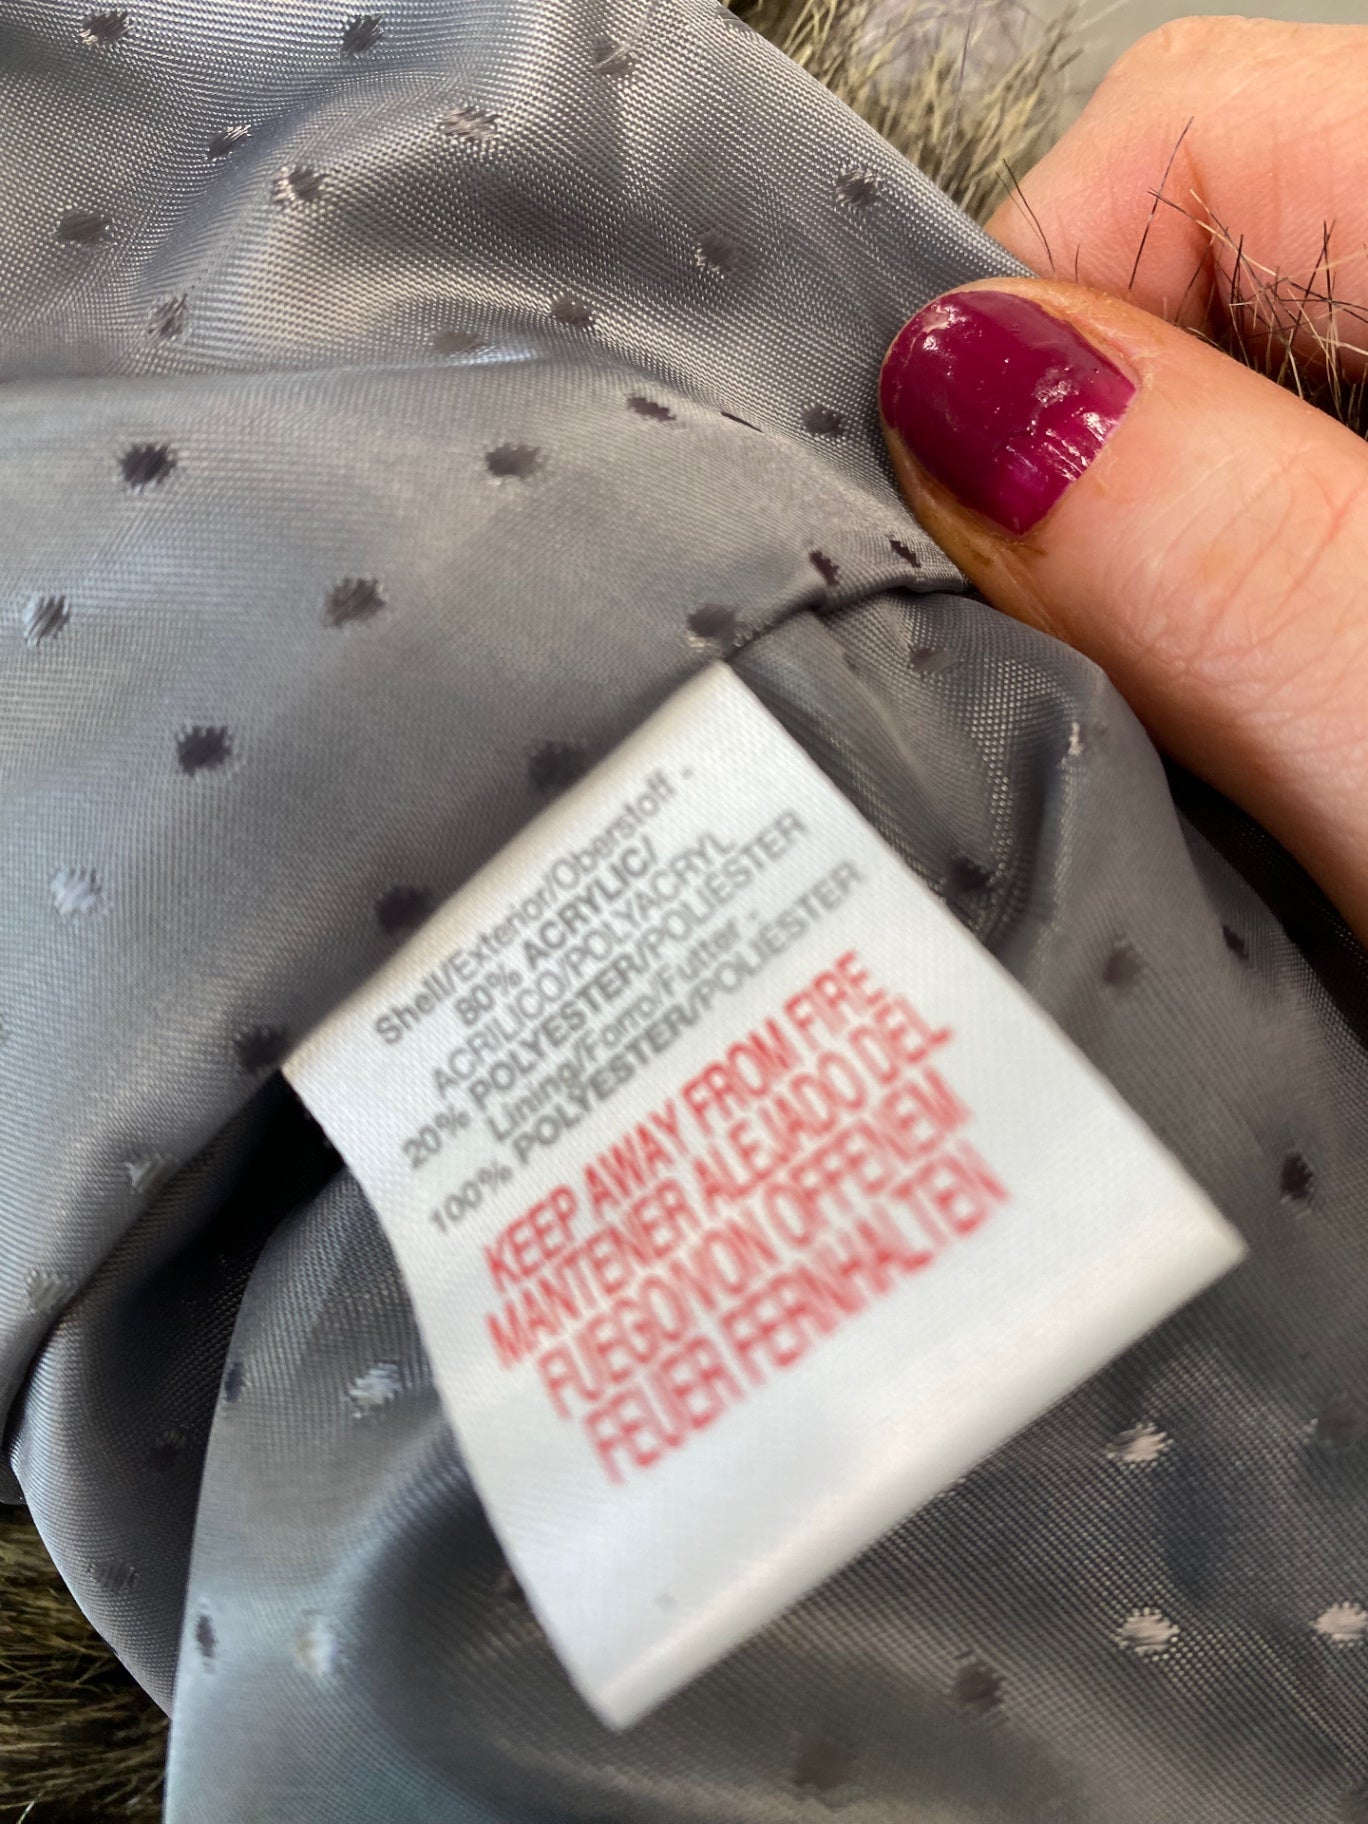 Shell/Exterior/Oberstoff -
80% ACRYLIC/
ACRILICO/POLYACRYL
20% POLYESTER/POLIÉSTER
Lining/Forro/Futter -
100% POLYESTER/POLIÉSTER
KEEP AWAY FROM FIRE
MANTENER ALEJADO DEL
FUEGO/VON OFFENEM
FEUER FERNHALTEN